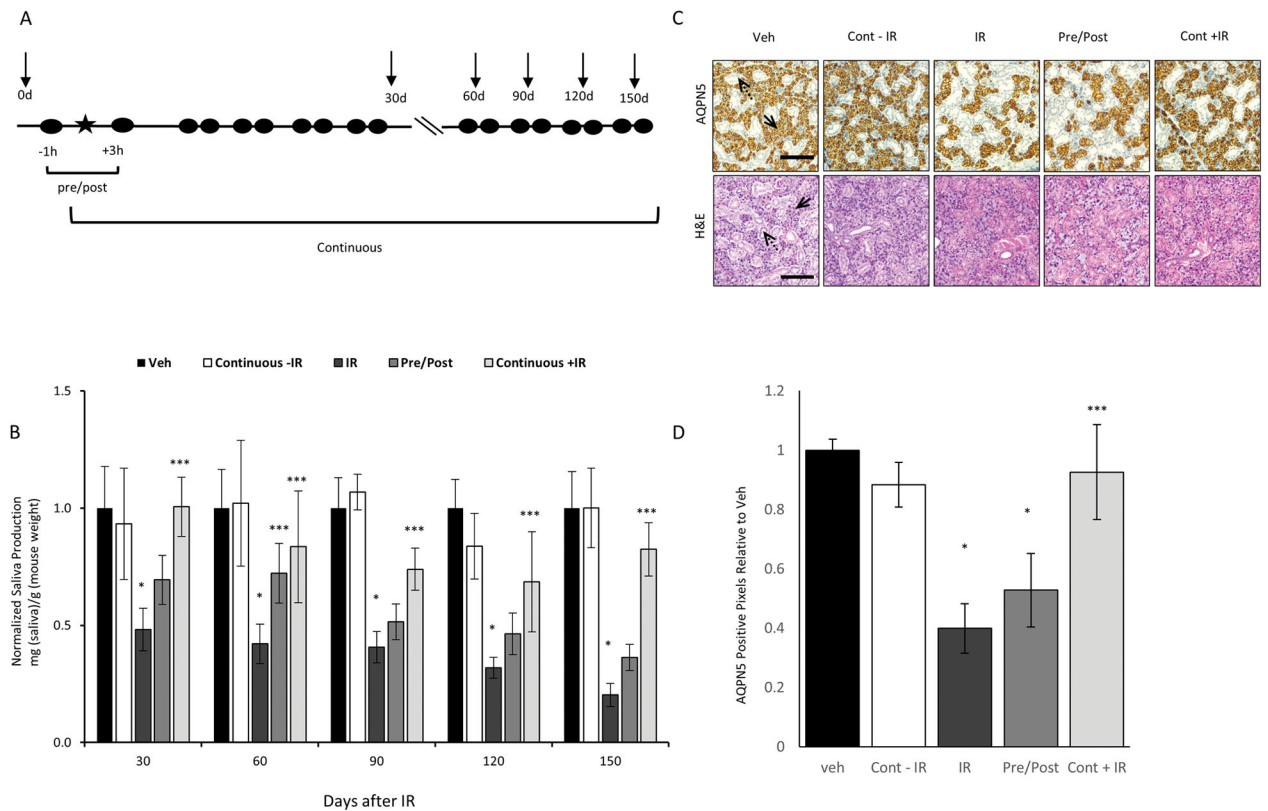 A
0d
30d
60d
90d
120d
150d
-1h
+3h
pre/post
Continuous
C
Veh
Cont - IR
IR
Pre/Post
Cont +IR
AQPN5
H&E
B
Veh
Continuous -IR
IR
Pre/Post
Continuous +IR
Normalized Saliva Production
mg (saliva)/g (mouse weight)
1.5
1.0
0.5
0.0
*
***
*
***
***
*
***
*
***
*
***
30
60
90
120
150
Days after IR
D
AQPN5 Positive Pixels Relative to Veh
1.2
1
0.8
0.6
0.4
0.2
0
*
*
***
veh
Cont - IR
IR
Pre/Post
Cont + IR